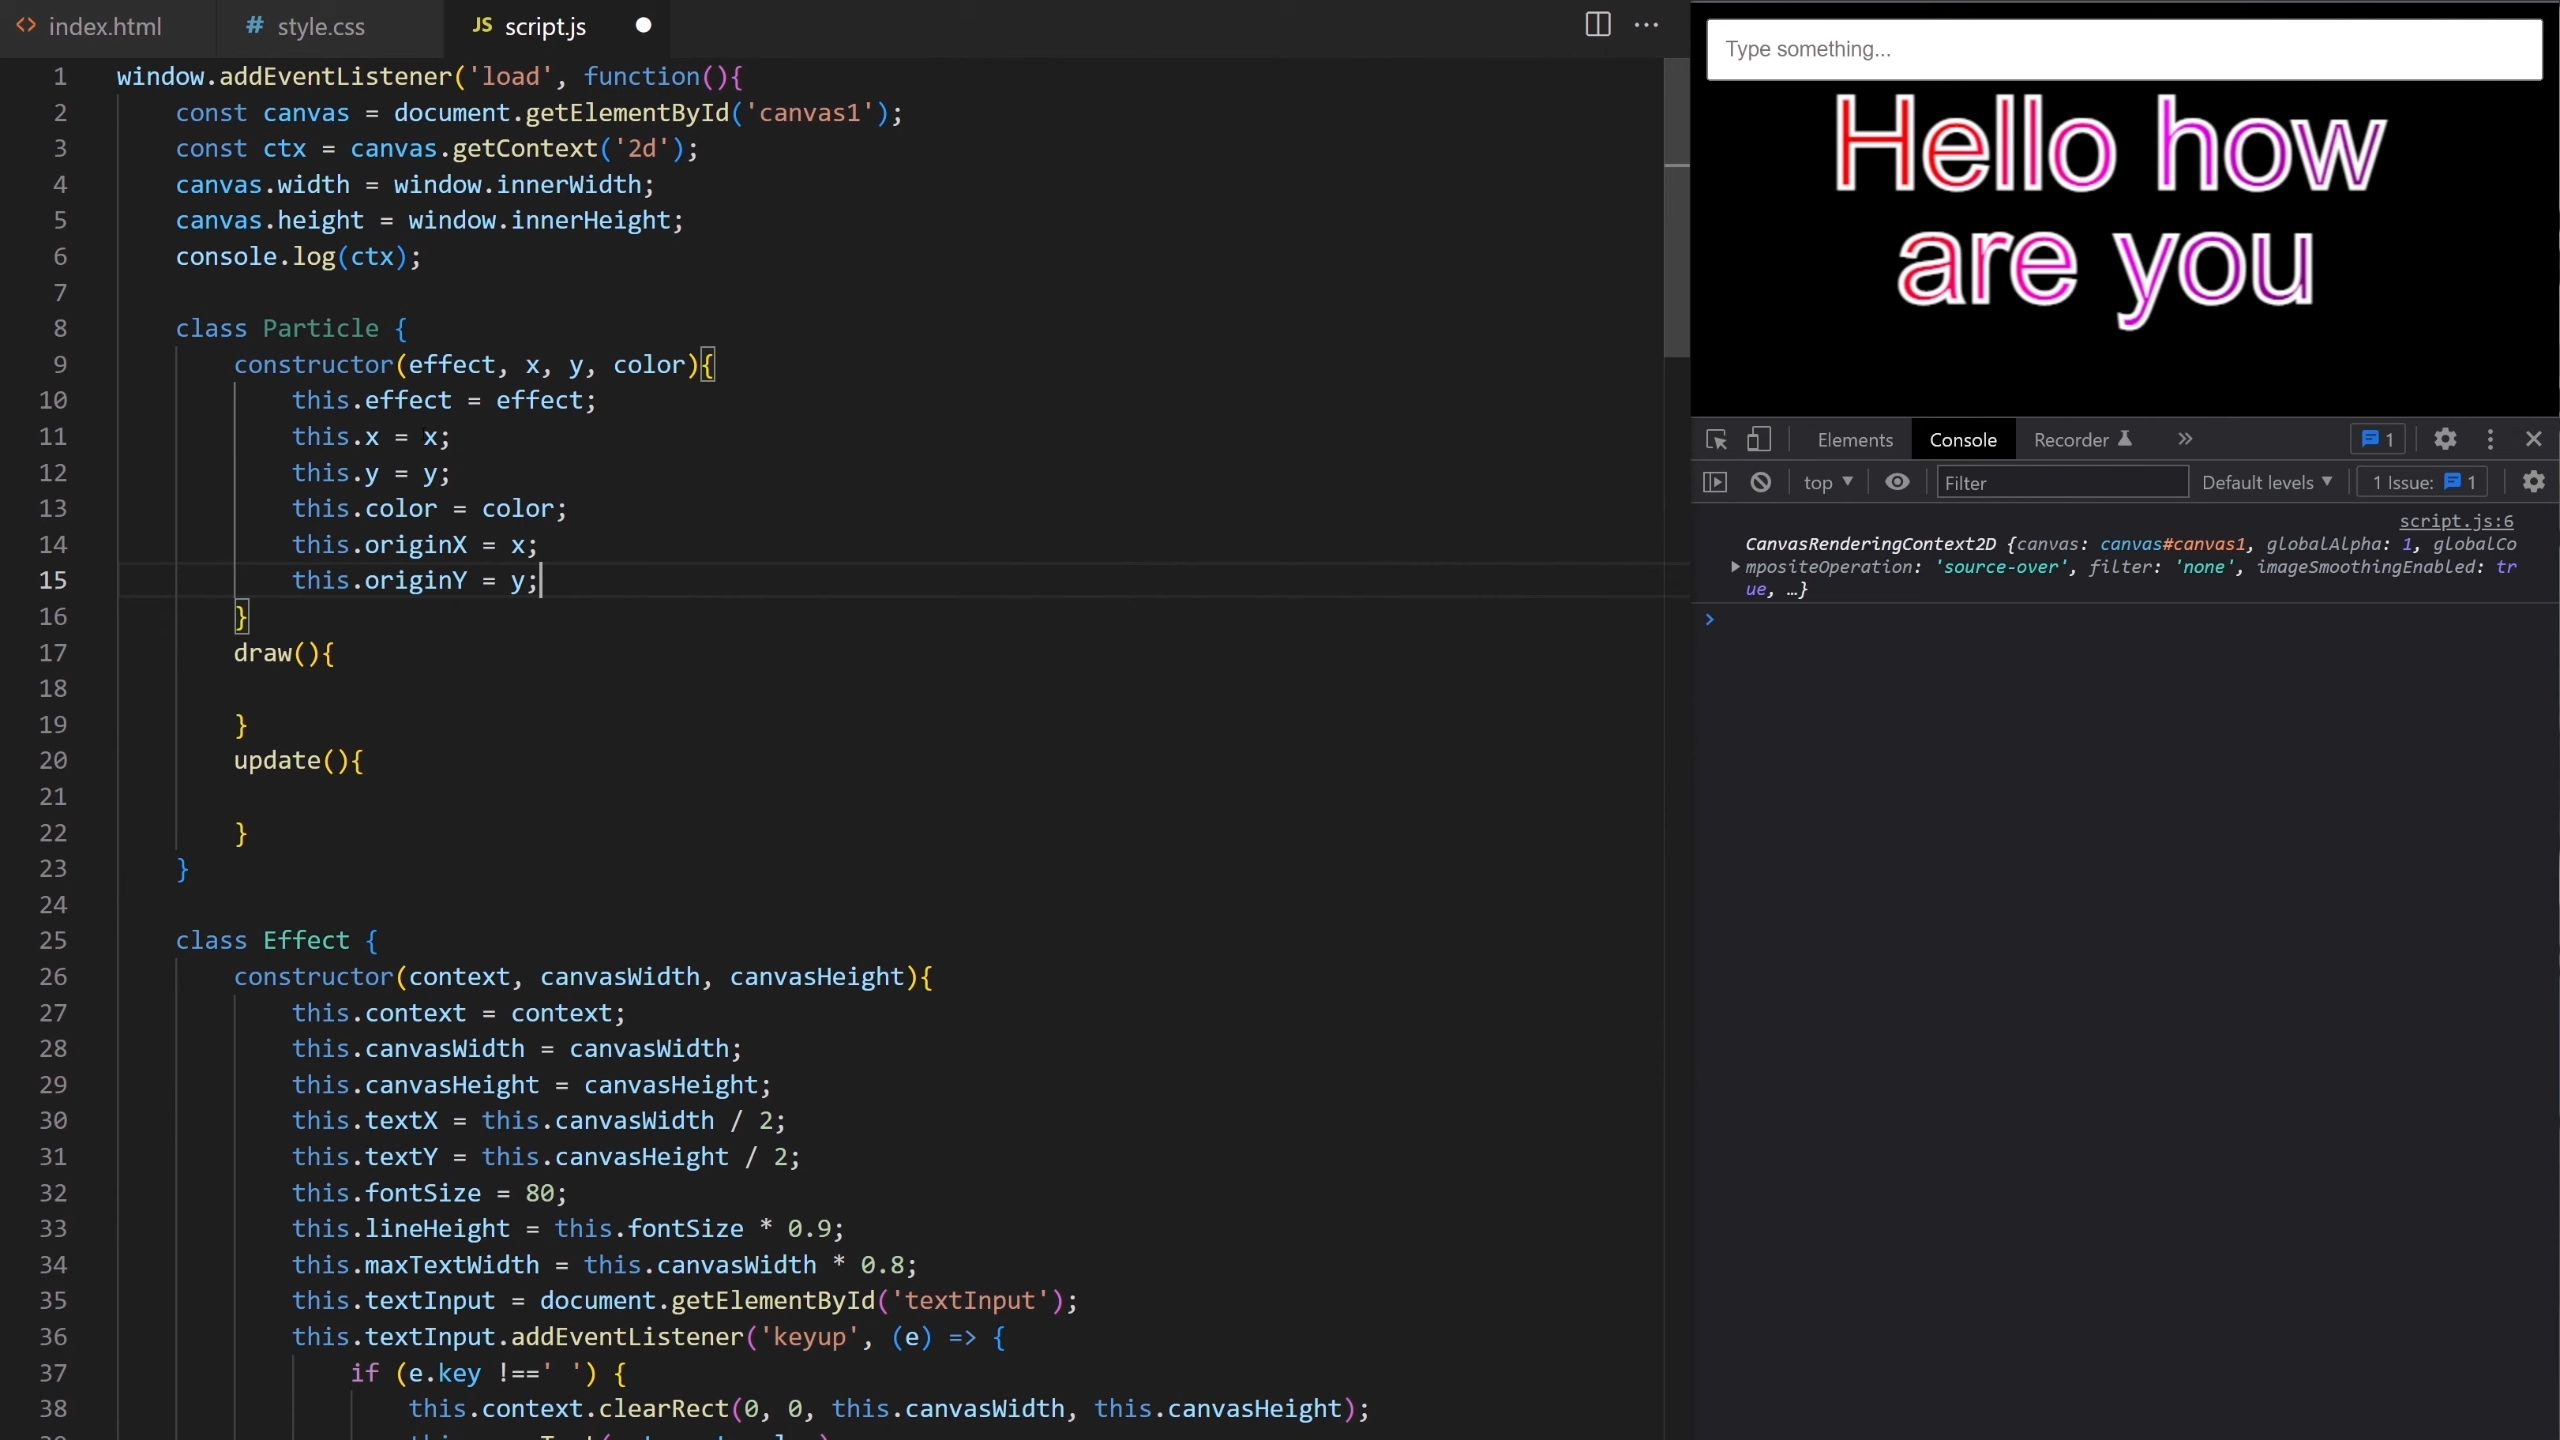 index.html
style.css
JS script.js
1 window.addEventListener('load', function(){
2 const canvas = document.getElementById('canvas1');
3 const ctx = canvas.getContext('2d');
4 canvas.width = window.innerWidth;
5 canvas.height = window.innerHeight;
6 console.log(ctx);
7
8 class Particle {
9 constructor(effect, x, y, color){
10 this.effect = effect;
11 this.x = x;
12 this.y = y;
13 this.color = color;
14 this.originX = x;
15 this.originY = y;
16 }
17 draw(){
18
19 }
20 update(){
21
22 }
23 }
24
25 class Effect {
26 constructor(context, canvasWidth, canvasHeight){
27 this.context = context;
28 this.canvasWidth = canvasWidth;
29 this.canvasHeight = canvasHeight;
30 this.textX = this.canvasWidth / 2;
31 this.textY = this.canvasHeight / 2;
32 this.fontSize = 80;
33 this.lineHeight = this.fontSize * 0.9;
34 this.maxTextWidth = this.canvasWidth * 0.8;
35 this.textInput = document.getElementById('textInput');
36 this.textInput.addEventListener('keyup', (e) => {
37 if (e.key !==' ') {
38 this.context.clearRect(0, 0, this.canvasWidth, this.canvasHeight);
Type something...
Hello how
are you
Elements Console Recorder » 1
top Filter Default levels 1 Issue: 1
script.js:6
CanvasRenderingContext2D {canvas: canvas#canvas1, globalAlpha: 1, globalCo
mpositeOperation: 'source-over', filter: 'none', imageSmoothingEnabled: tr
ue, …}